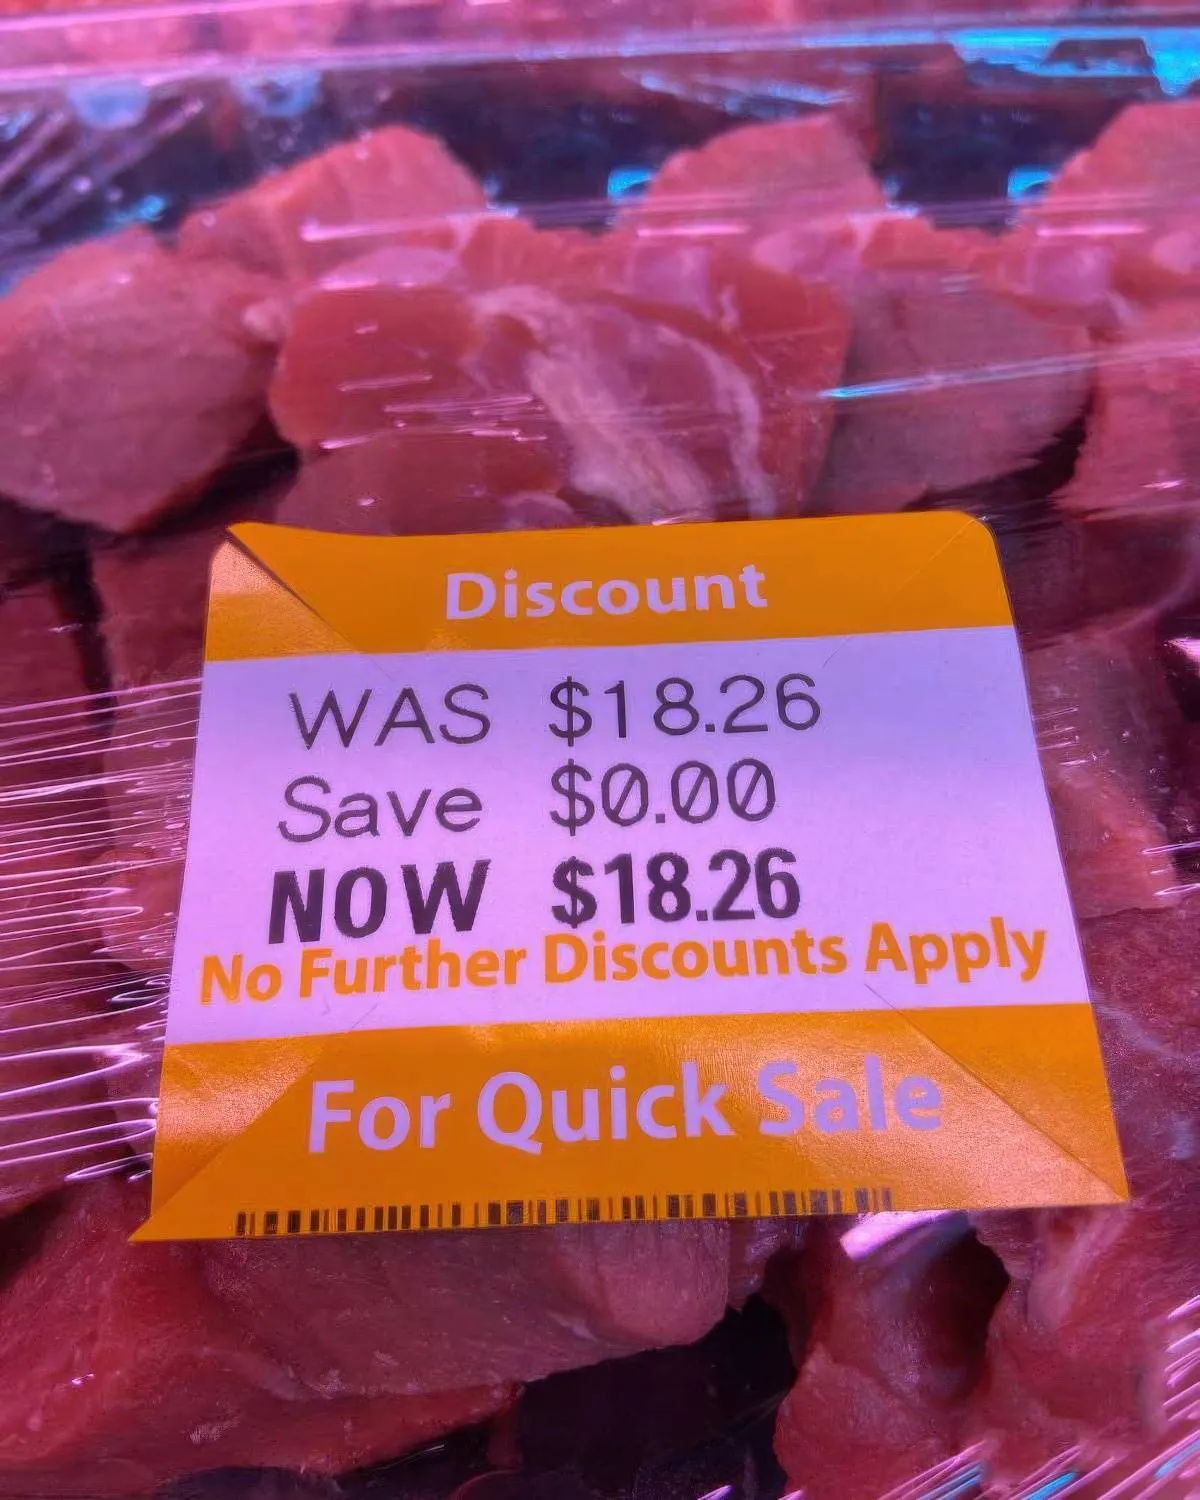 Discount
WAS $18.26
Save $0.00
NOW $18.26
No Further Discounts Apply
For Quick Sale